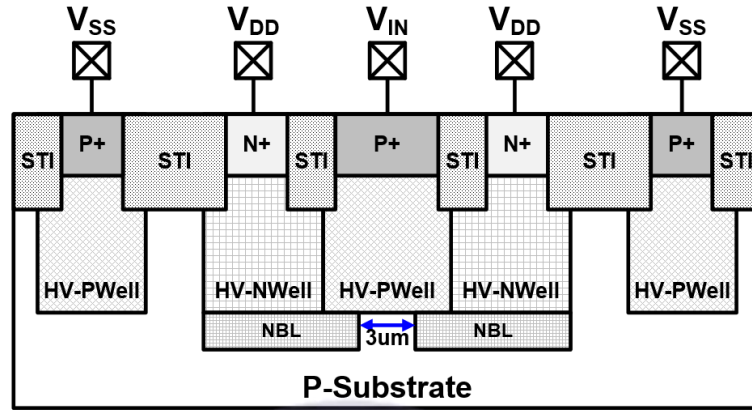 VSS VDD VIN VDD VSS
STI P+ STI N+ STI P+ STI N+ STI P+ STI
HV-PWell HV-NWell HV-PWell HV-NWell HV-PWell
NBL 3um NBL
P-Substrate